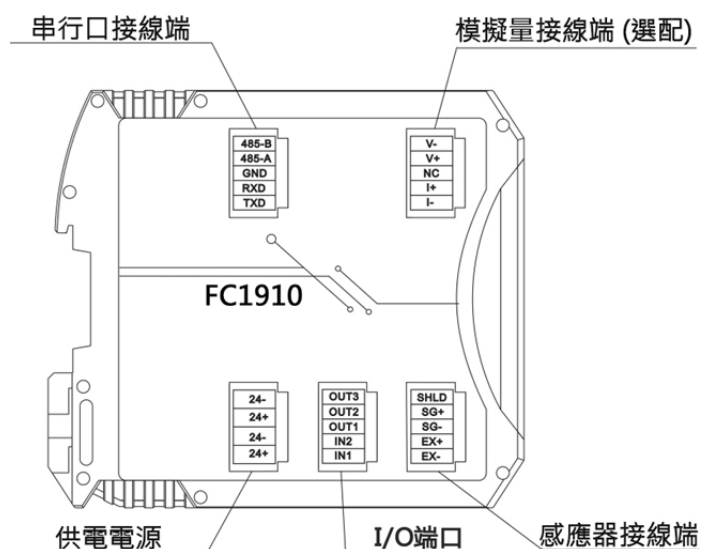 串行口接線端
模擬量接線端 (選配)
485-B
485-A
GND
RXD
TXD
V-
V+
NC
I+
I-
FC1910
24-
24+
24-
24+
OUT3
OUT2
OUT1
IN2
IN1
SHLD
SG+
SG-
EX+
EX-
供電電源
I/O端口
感應器接線端